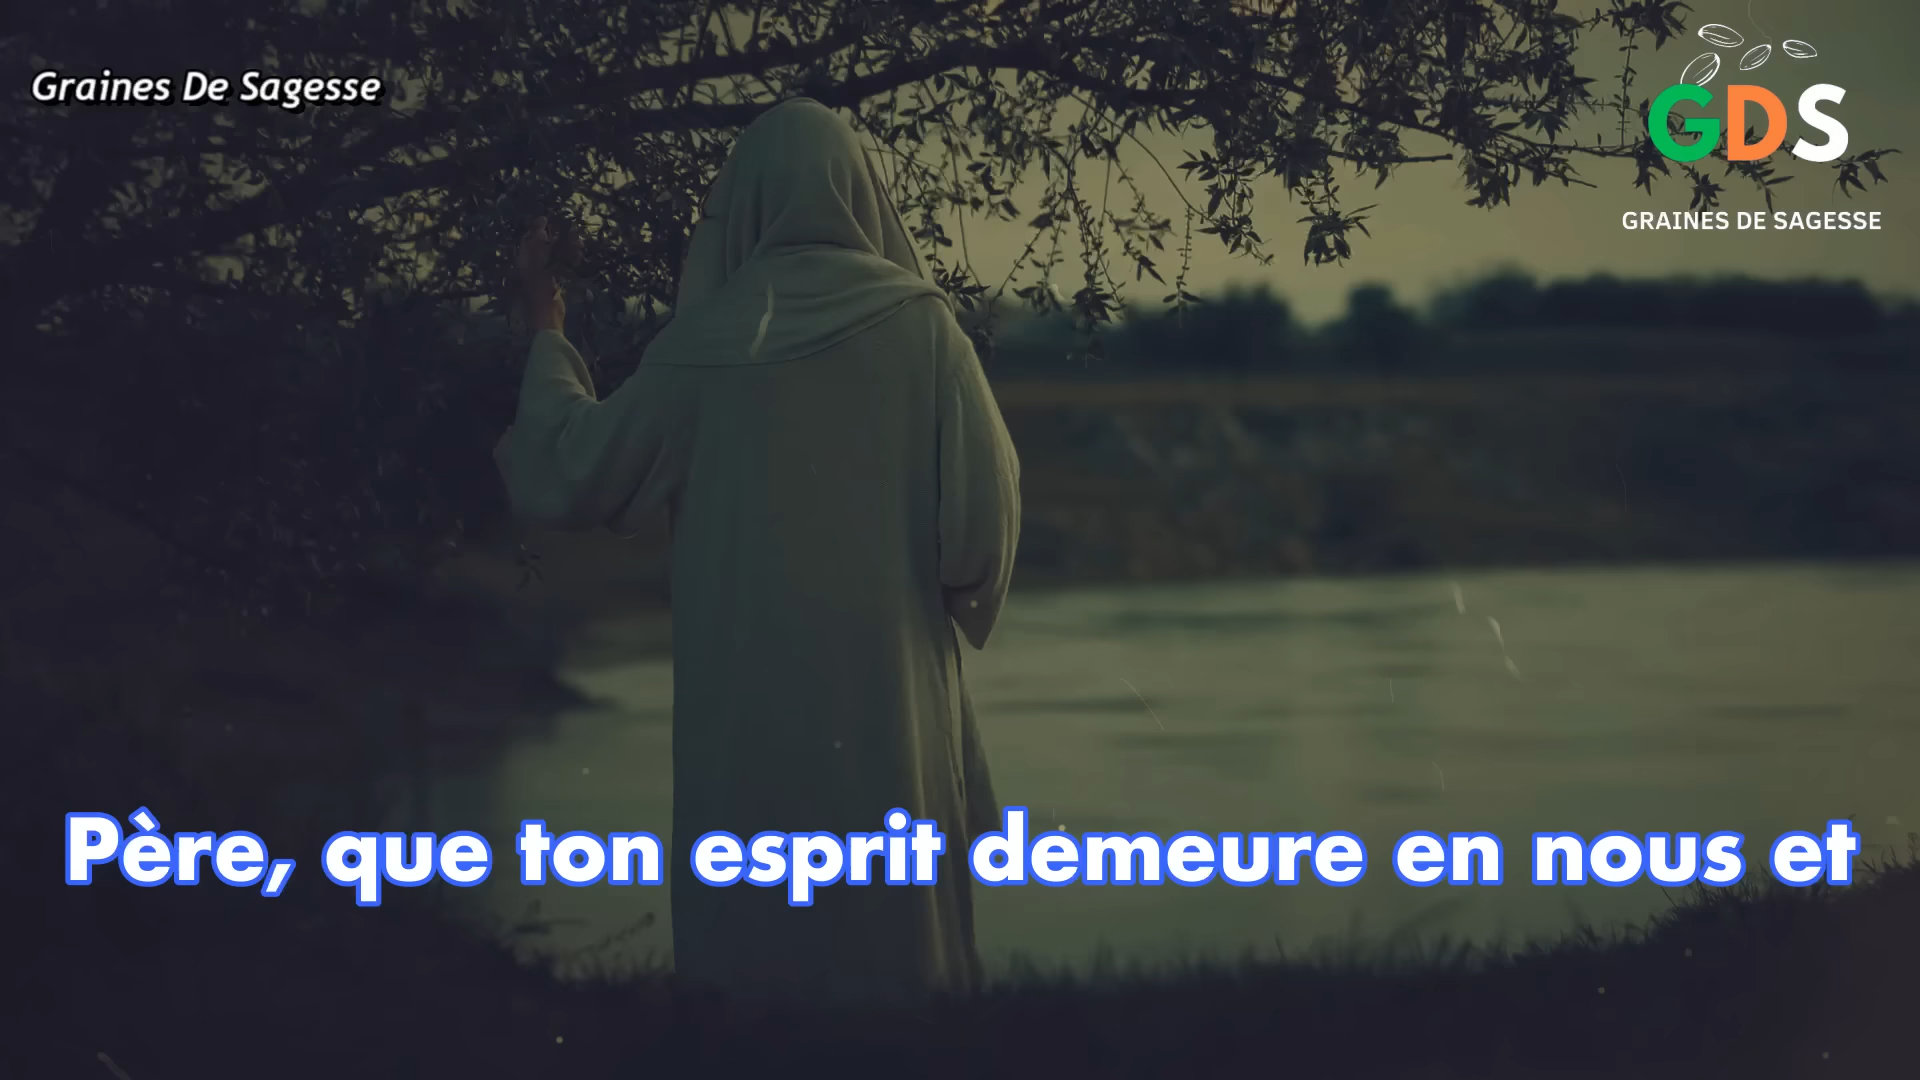 Graines De Sagesse
GDS
GRAINES DE SAGESSE
Père, que ton esprit demeure en nous et